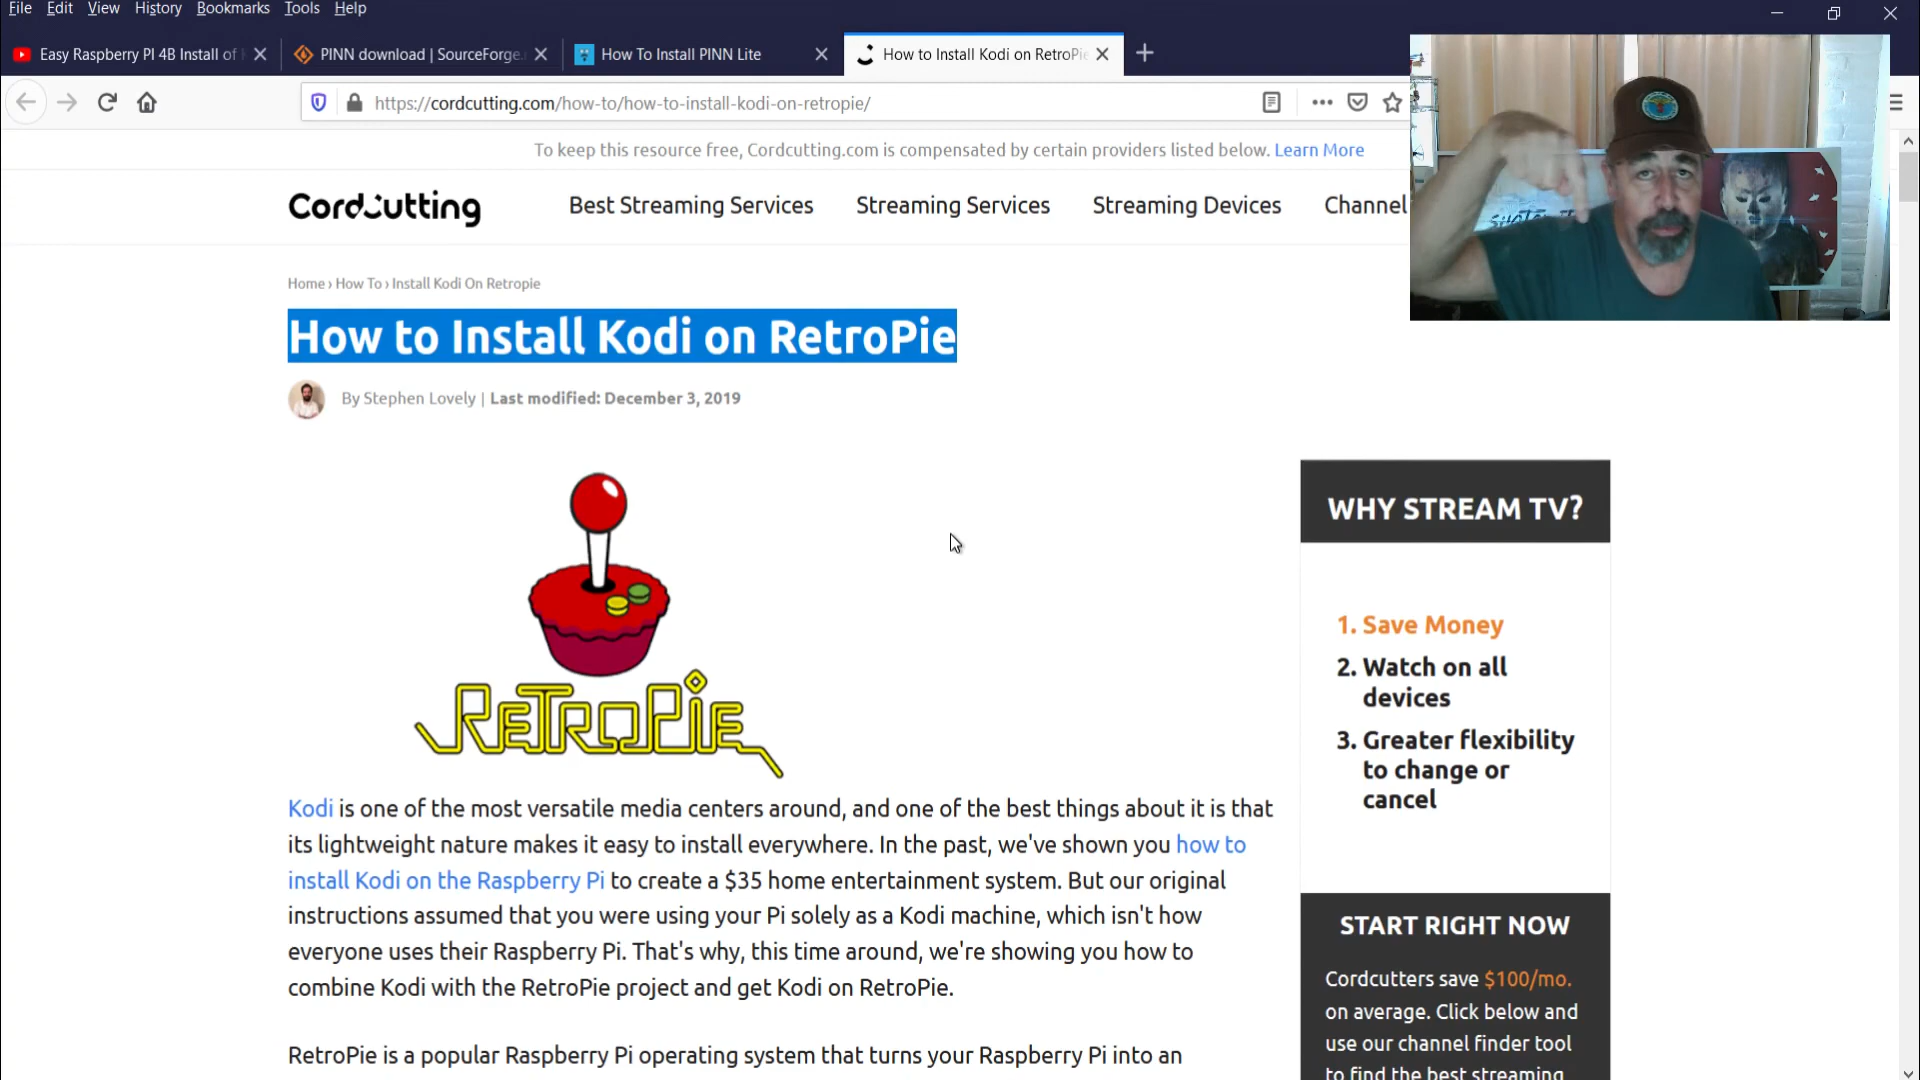 File Edit View History Bookmarks Tools Help
Easy Raspberry PI 4B Install of
PINN download | SourceForge.
How To Install PINN Lite
How to Install Kodi on RetroPie
https://cordcutting.com/how-to/how-to-install-kodi-on-retropie/
To keep this resource free, Cordcutting.com is compensated by certain providers listed below. Learn More
Cordcutting
Best Streaming Services Streaming Services Streaming Devices Channel
Home › How To › Install Kodi On Retropie
How to Install Kodi on RetroPie
By Stephen Lovely | Last modified: December 3, 2019
RETROPIE
Kodi is one of the most versatile media centers around, and one of the best things about it is that
its lightweight nature makes it easy to install everywhere. In the past, we've shown you how to
install Kodi on the Raspberry Pi to create a $35 home entertainment system. But our original
instructions assumed that you were using your Pi solely as a Kodi machine, which isn't how
everyone uses their Raspberry Pi. That's why, this time around, we're showing you how to
combine Kodi with the RetroPie project and get Kodi on RetroPie.
RetroPie is a popular Raspberry Pi operating system that turns your Raspberry Pi into an
WHY STREAM TV?
1. Save Money
2. Watch on all
devices
3. Greater flexibility
to change or
cancel
START RIGHT NOW
Cordcutters save $100/mo.
on average. Click below and
use our channel finder tool
to find the best streaming